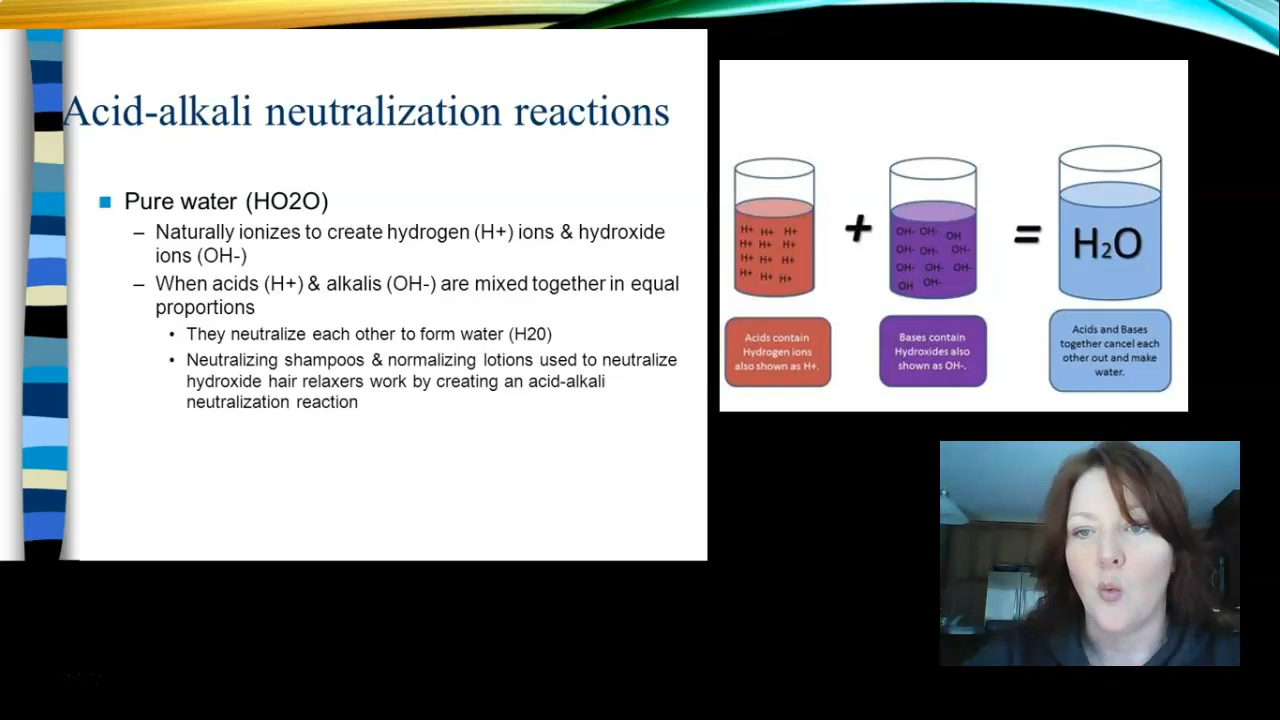 Acid-alkali neutralization reactions
Pure water (HO2O)
– Naturally ionizes to create hydrogen (H+) ions & hydroxide
ions (OH-)
– When acids (H+) & alkalis (OH-) are mixed together in equal
proportions
• They neutralize each other to form water (H20)
• Neutralizing shampoos & normalizing lotions used to neutralize
hydroxide hair relaxers work by creating an acid-alkali
neutralization reaction
H+ H+ H+
H+ H+ H+
H+ H+ H+
H+ H+ H+
+
OH- OH- OH
OH- OH- OH-
OH- OH- OH-
OH OH-
=
H₂O
Acids contain
Hydrogen ions
also shown as H+.
Bases contain
Hydroxides also
shown as OH-.
Acids and Bases
together cancel each
other out and make
water.